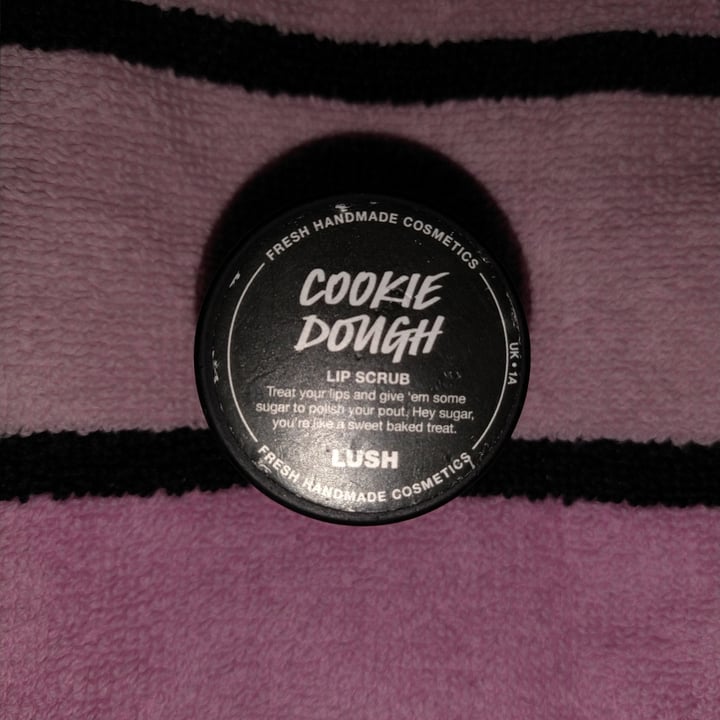 FRESH HANDMADE COSMETICS
COOKIE
DOUGH
LIP SCRUB
Treat your lips and give 'em some
sugar to polish your pout. Hey sugar,
you're like a sweet baked treat.
LUSH
FRESH HANDMADE COSMETICS
UK • 1A